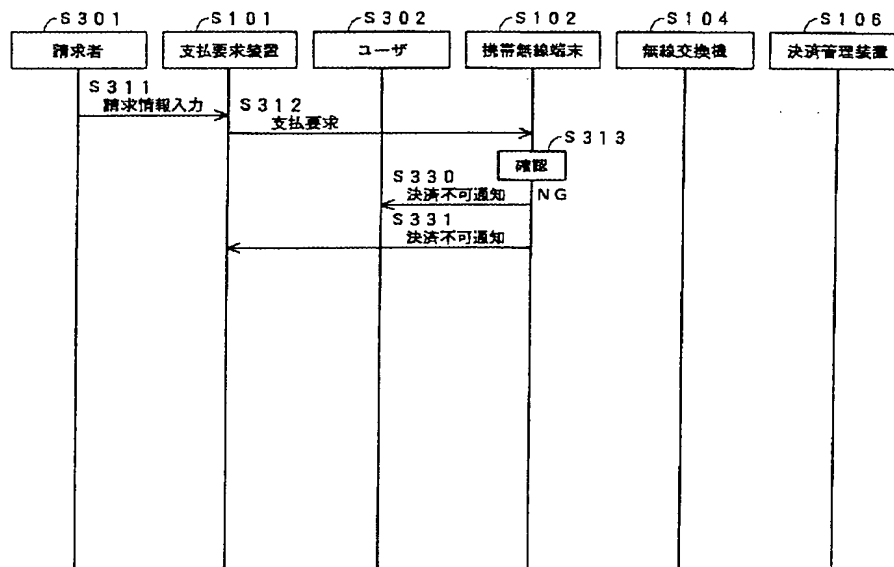 S301 S101 S302 S102 S104 S106
請求者 支払要求装置 ユーザ 携帯無線端末 無線交換機 決済管理装置
S311
請求情報入力
S312
支払要求
S313
確認
S330 NG
決済不可通知
S331
決済不可通知